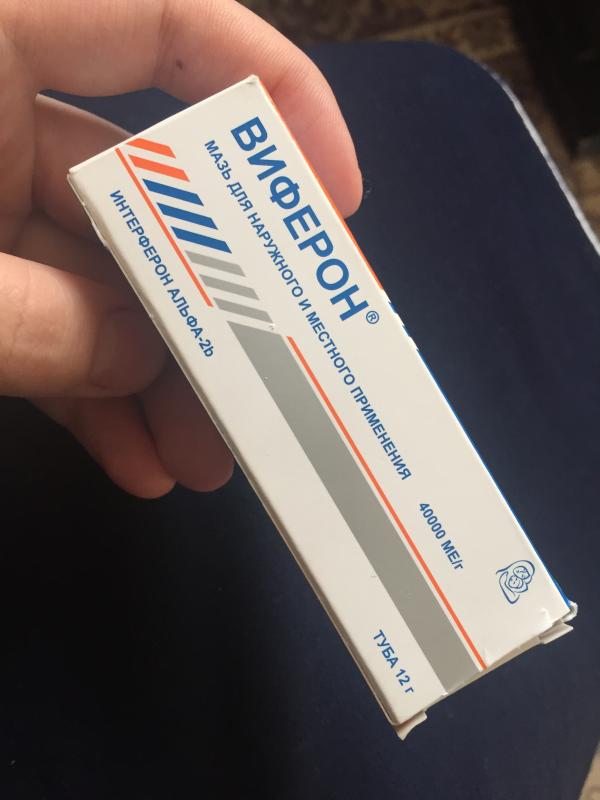 ВИФЕРОН®
МАЗЬ ДЛЯ НАРУЖНОГО И МЕСТНОГО ПРИМЕНЕНИЯ
40000 МЕ/г
ИНТЕРФЕРОН АЛЬФА-2b
ТУБА 12 г